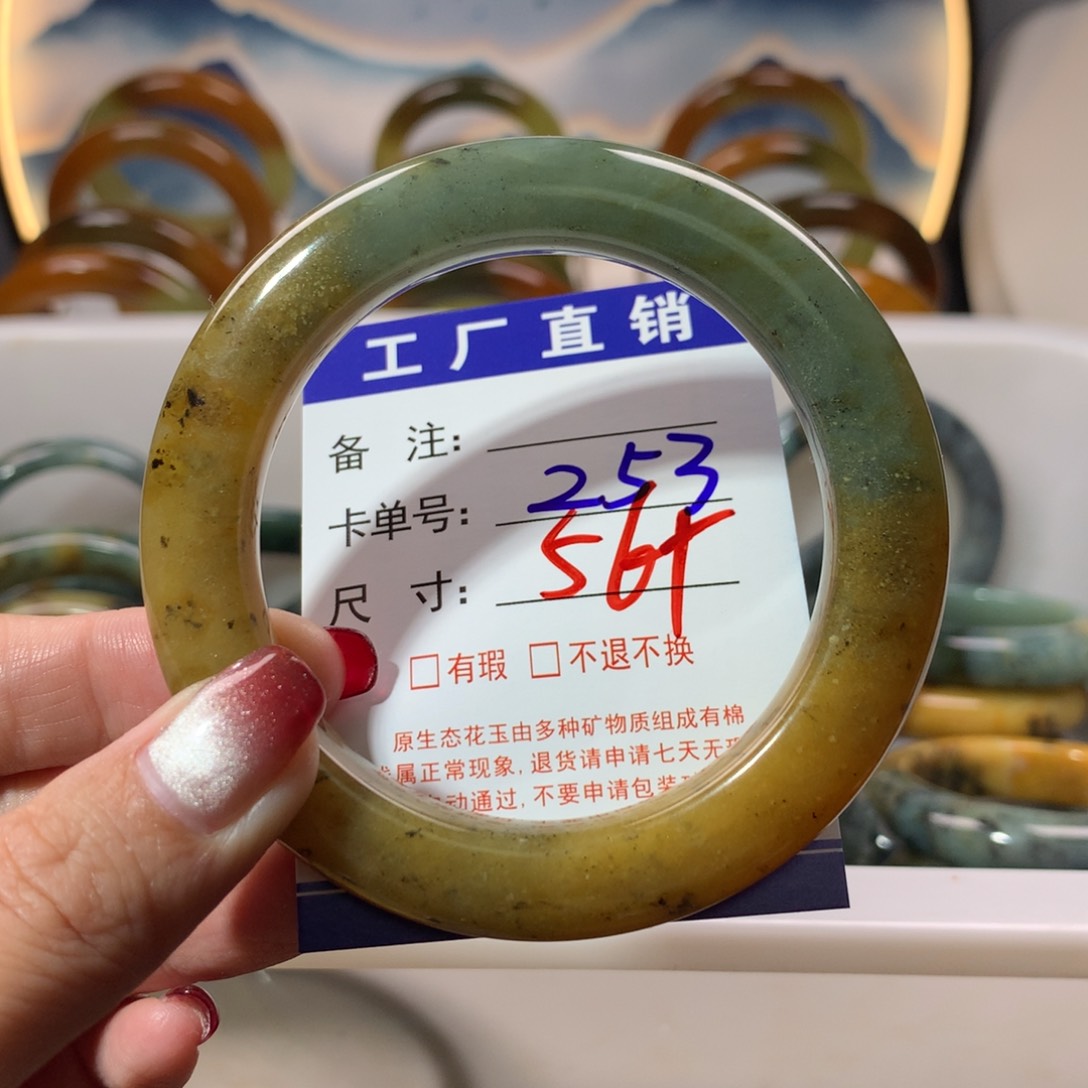 工厂直销
备 注:
卡单号: 253
尺 寸: 56+
□有瑕 □不退不换
原生态花玉由多种矿物质组成有棉
属正常现象,退货请申请七天无
动通过,不要申请包装